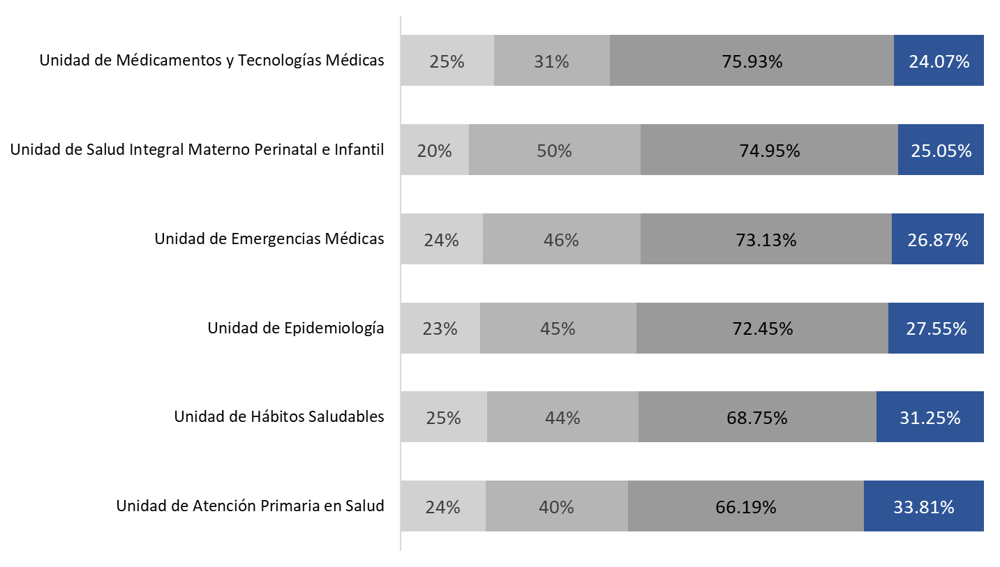 Unidad de Médicamentos y Tecnologías Médicas 25% 31% 75.93% 24.07%
Unidad de Salud Integral Materno Perinatal e Infantil 20% 50% 74.95% 25.05%
Unidad de Emergencias Médicas 24% 46% 73.13% 26.87%
Unidad de Epidemiología 23% 45% 72.45% 27.55%
Unidad de Hábitos Saludables 25% 44% 68.75% 31.25%
Unidad de Atención Primaria en Salud 24% 40% 66.19% 33.81%